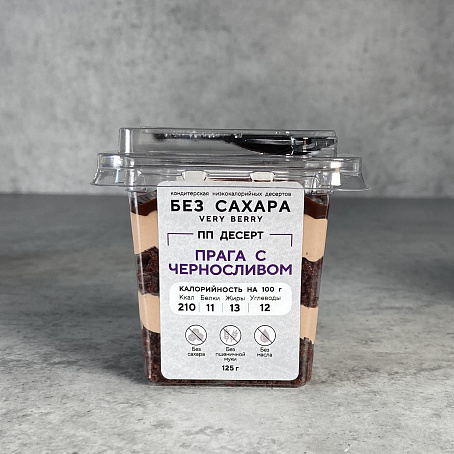 кондитерская низкокалорийных десертов
БЕЗ САХАРА
VERY BERRY
ПП ДЕСЕРТ
ПРАГА С
ЧЕРНОСЛИВОМ
КАЛОРИЙНОСТЬ НА 100 г
Ккал Белки Жиры Углеводы
210 11 13 12
Без сахара
Без пшеничной муки
Без масла
125 г